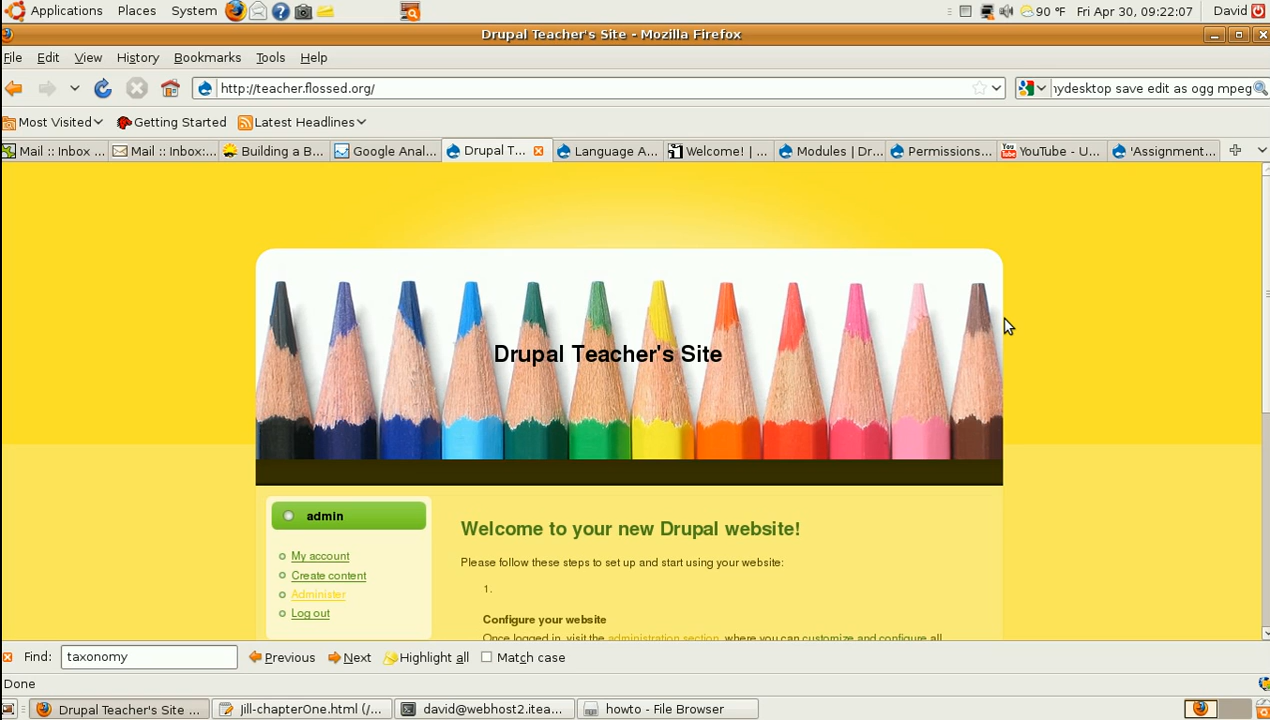 Applications Places System 90 °F Fri Apr 30, 09:22:07 David
Drupal Teacher's Site - Mozilla Firefox
File Edit View History Bookmarks Tools Help
http://teacher.flossed.org/ ydesktop save edit as ogg mpeg
Most Visited Getting Started Latest Headlines
Mail :: Inbox ... Mail :: Inbox:... Building a B... Google Anal... Drupal T... Language A... Welcome! | ... Modules | Dr... Permissions... YouTube - U... 'Assignment...
Drupal Teacher's Site
admin
My account
Create content
Administer
Log out
Welcome to your new Drupal website!
Please follow these steps to set up and start using your website:
1.
Configure your website
Once logged in, visit the administration section, where you can customize and configure all
Find: taxonomy Previous Next Highlight all Match case
Done
Drupal Teacher's Site ... Jill-chapterOne.html (/... david@webhost2.itea... howto - File Browser